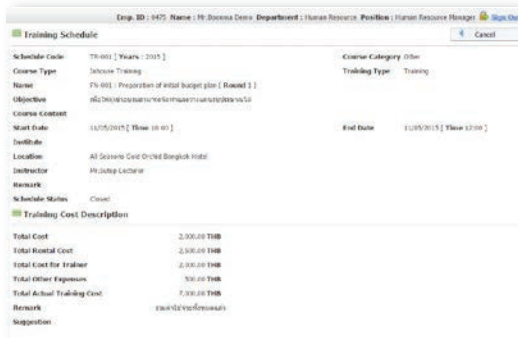 Emp. ID : 0475 Name : Mr.Boonma Demo Department : Human Resource Position : Human Resource Manager Sign Out
Training Schedule
Cancel
Schedule Code TR-001 [ Years : 2015 ] Course Category Other
Course Type Inhouse Training Training Type Training
Name FN-001 : Preparation of initial budget plan [ Round 1 ]
Objective
Course Content
Start Date 11/05/2015 [ Time 10:00 ] End Date 11/05/2015 [ Time 12:00 ]
Institute
Location All Seasons Gold Orchid Bangkok Hotel
Instructor Mr.Sutep Lecturer
Remark
Schedule Status Closed
Training Cost Description
Total Cost 2,000.00 THB
Total Rental Cost 2,500.00 THB
Total Cost for Trainer 2,000.00 THB
Total Other Expenses 500.00 THB
Total Actual Training Cost 7,000.00 THB
Remark
Suggestion